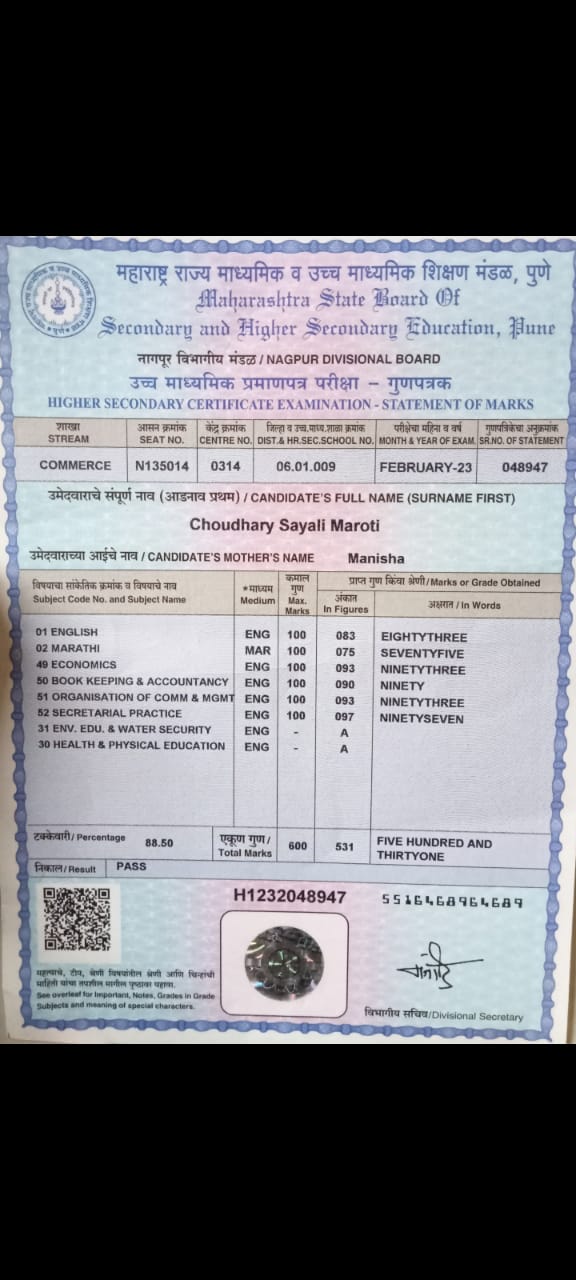 महाराष्ट्र राज्य माध्यमिक व उच्च माध्यमिक शिक्षण मंडळ, पुणे
Maharashtra State Board Of
Secondary and Higher Secondary Education, Pune
नागपूर विभागीय मंडळ / NAGPUR DIVISIONAL BOARD
उच्च माध्यमिक प्रमाणपत्र परीक्षा – गुणपत्रक
HIGHER SECONDARY CERTIFICATE EXAMINATION - STATEMENT OF MARKS
शाखा आसन क्रमांक केंद्र क्रमांक जिल्हा व उच्च.माध्य.शाळा क्रमांक परीक्षेचा महिना व वर्ष गुणपत्रिकेचा अनुक्रमांक
STREAM SEAT NO. CENTRE NO. DIST.& HR.SEC.SCHOOL NO. MONTH & YEAR OF EXAM. SR.NO. OF STATEMENT
COMMERCE N135014 0314 06.01.009 FEBRUARY-23 048947
उमेदवाराचे संपूर्ण नाव (आडनाव प्रथम) / CANDIDATE'S FULL NAME (SURNAME FIRST)
Choudhary Sayali Maroti
उमेदवाराच्या आईचे नाव / CANDIDATE'S MOTHER'S NAME Manisha
विषयाचा सांकेतिक क्रमांक व विषयाचे नाव
Subject Code No. and Subject Name
*माध्यम
Medium
कमाल
गुण
Max.
Marks
प्राप्त गुण किंवा श्रेणी/Marks or Grade Obtained
अंकात
In Figures
अक्षरात / In Words
01 ENGLISH ENG 100 083 EIGHTYTHREE
02 MARATHI MAR 100 075 SEVENTYFIVE
49 ECONOMICS ENG 100 093 NINETYTHREE
50 BOOK KEEPING & ACCOUNTANCY ENG 100 090 NINETY
51 ORGANISATION OF COMM & MGMT ENG 100 093 NINETYTHREE
52 SECRETARIAL PRACTICE ENG 100 097 NINETYSEVEN
31 ENV. EDU. & WATER SECURITY ENG - A
30 HEALTH & PHYSICAL EDUCATION ENG - A
टक्केवारी/ Percentage 88.50
एकूण गुण/
Total Marks
600 531
FIVE HUNDRED AND
THIRTYONE
निकाल/ Result PASS
H1232048947
5516468964689
महत्वाचे, टीप, श्रेणी विषयांतील श्रेणी आणि चिन्हांची
माहिती यांचा तपशील मागील पृष्ठावर पहावा.
See overleaf for Important, Notes, Grades in Grade
Subjects and meaning of special characters.
विभागीय सचिव/Divisional Secretary